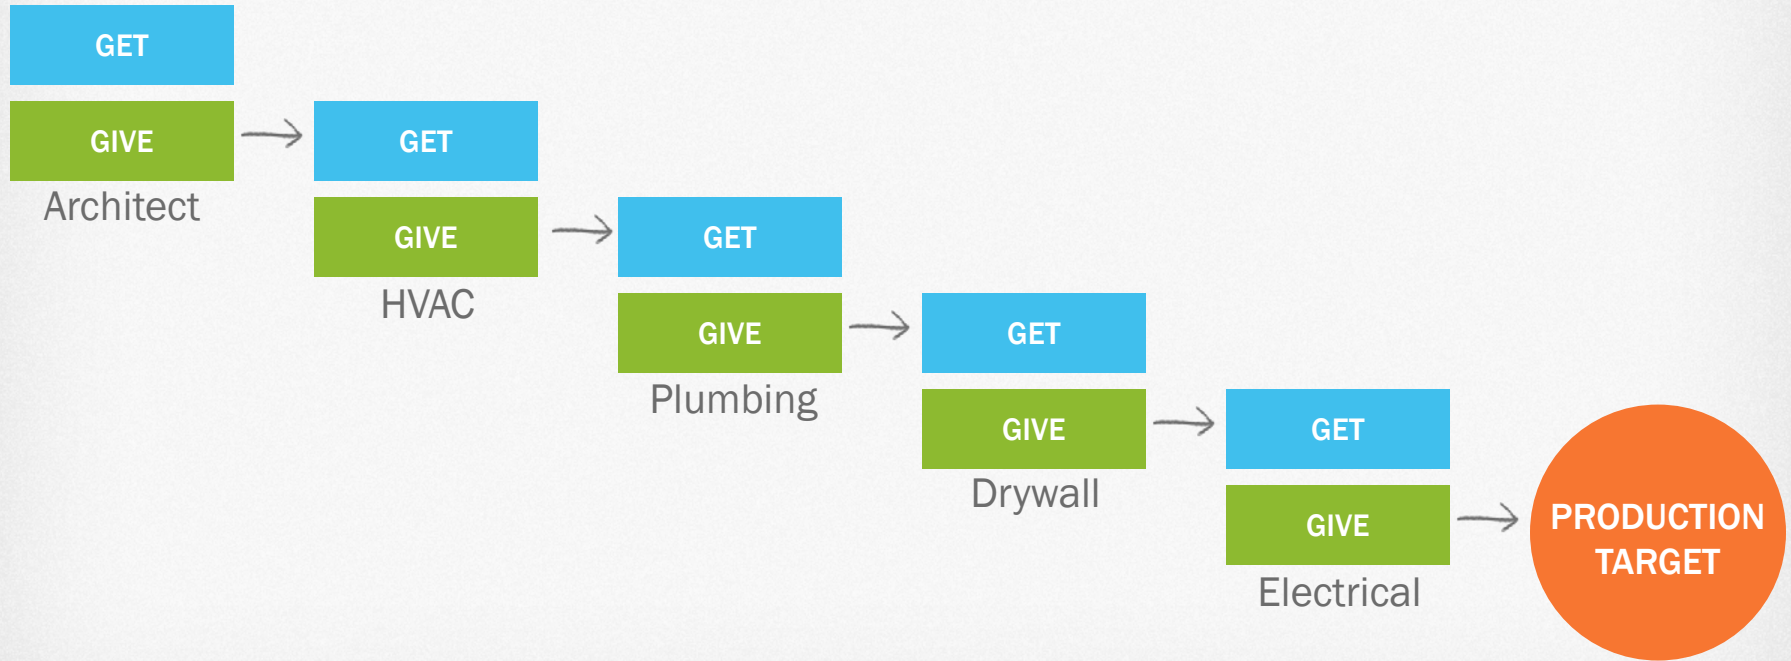 GET
GIVE
Architect
GET
GIVE
HVAC
GET
GIVE
Plumbing
GET
GIVE
Drywall
GET
GIVE
Electrical
PRODUCTION
TARGET